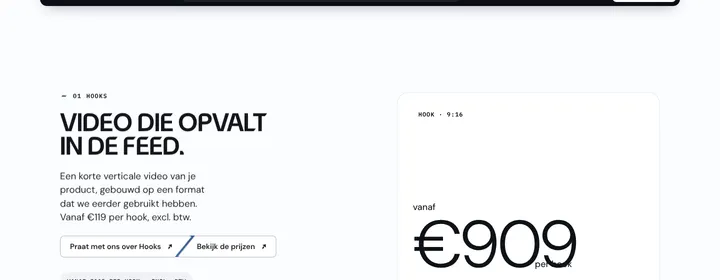 — 01 HOOKS
VIDEO DIE OPVALT
IN DE FEED.
Een korte verticale video van je
product, gebouwd op een format
dat we eerder gebruikt hebben.
Vanaf €119 per hook, excl. btw.
Praat met ons over Hooks ↗
Bekijk de prijzen ↗
HOOK · 9:16
vanaf
€909
per hook